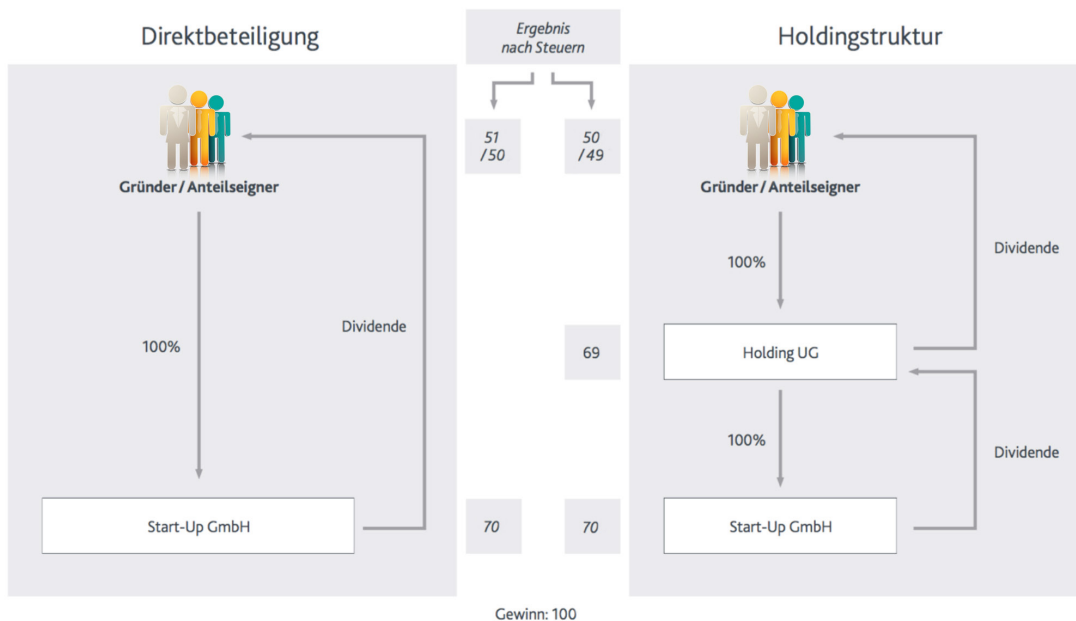 Direktbeteiligung
Ergebnis
nach Steuern
Holdingstruktur
51
/50
50
/49
Gründer / Anteilseigner
Gründer / Anteilseigner
Dividende
100%
Dividende
100%
69
Holding UG
100%
Dividende
Start-Up GmbH
70
70
Start-Up GmbH
Gewinn: 100